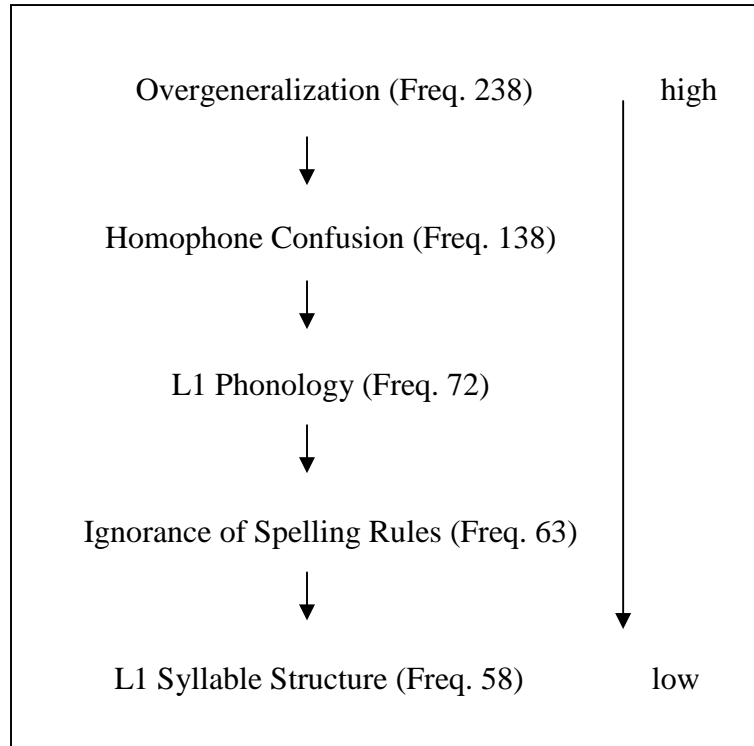 Overgeneralization (Freq. 238) high
Homophone Confusion (Freq. 138)
L1 Phonology (Freq. 72)
Ignorance of Spelling Rules (Freq. 63)
L1 Syllable Structure (Freq. 58) low